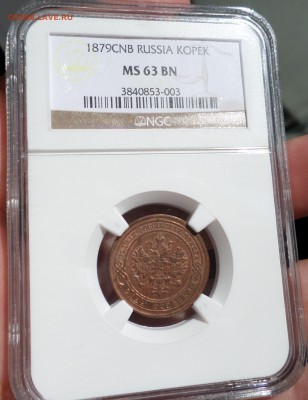 1879CNB RUSSIA KOPEK
MS 63 BN
3840853-003
NGC